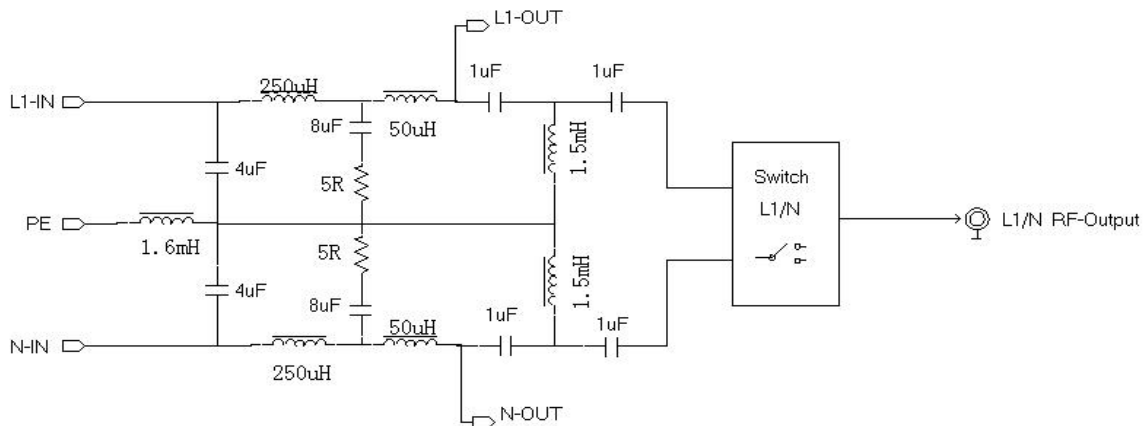 L1-OUT
1uF
1uF
250uH
L1-IN
8uF
50uH
4uF
5R
1.5mH
Switch
L1/N
PE
L1/N RF-Output
1.6mH
5R
1.5mH
4uF
8uF
50uH
1uF
1uF
N-IN
250uH
N-OUT